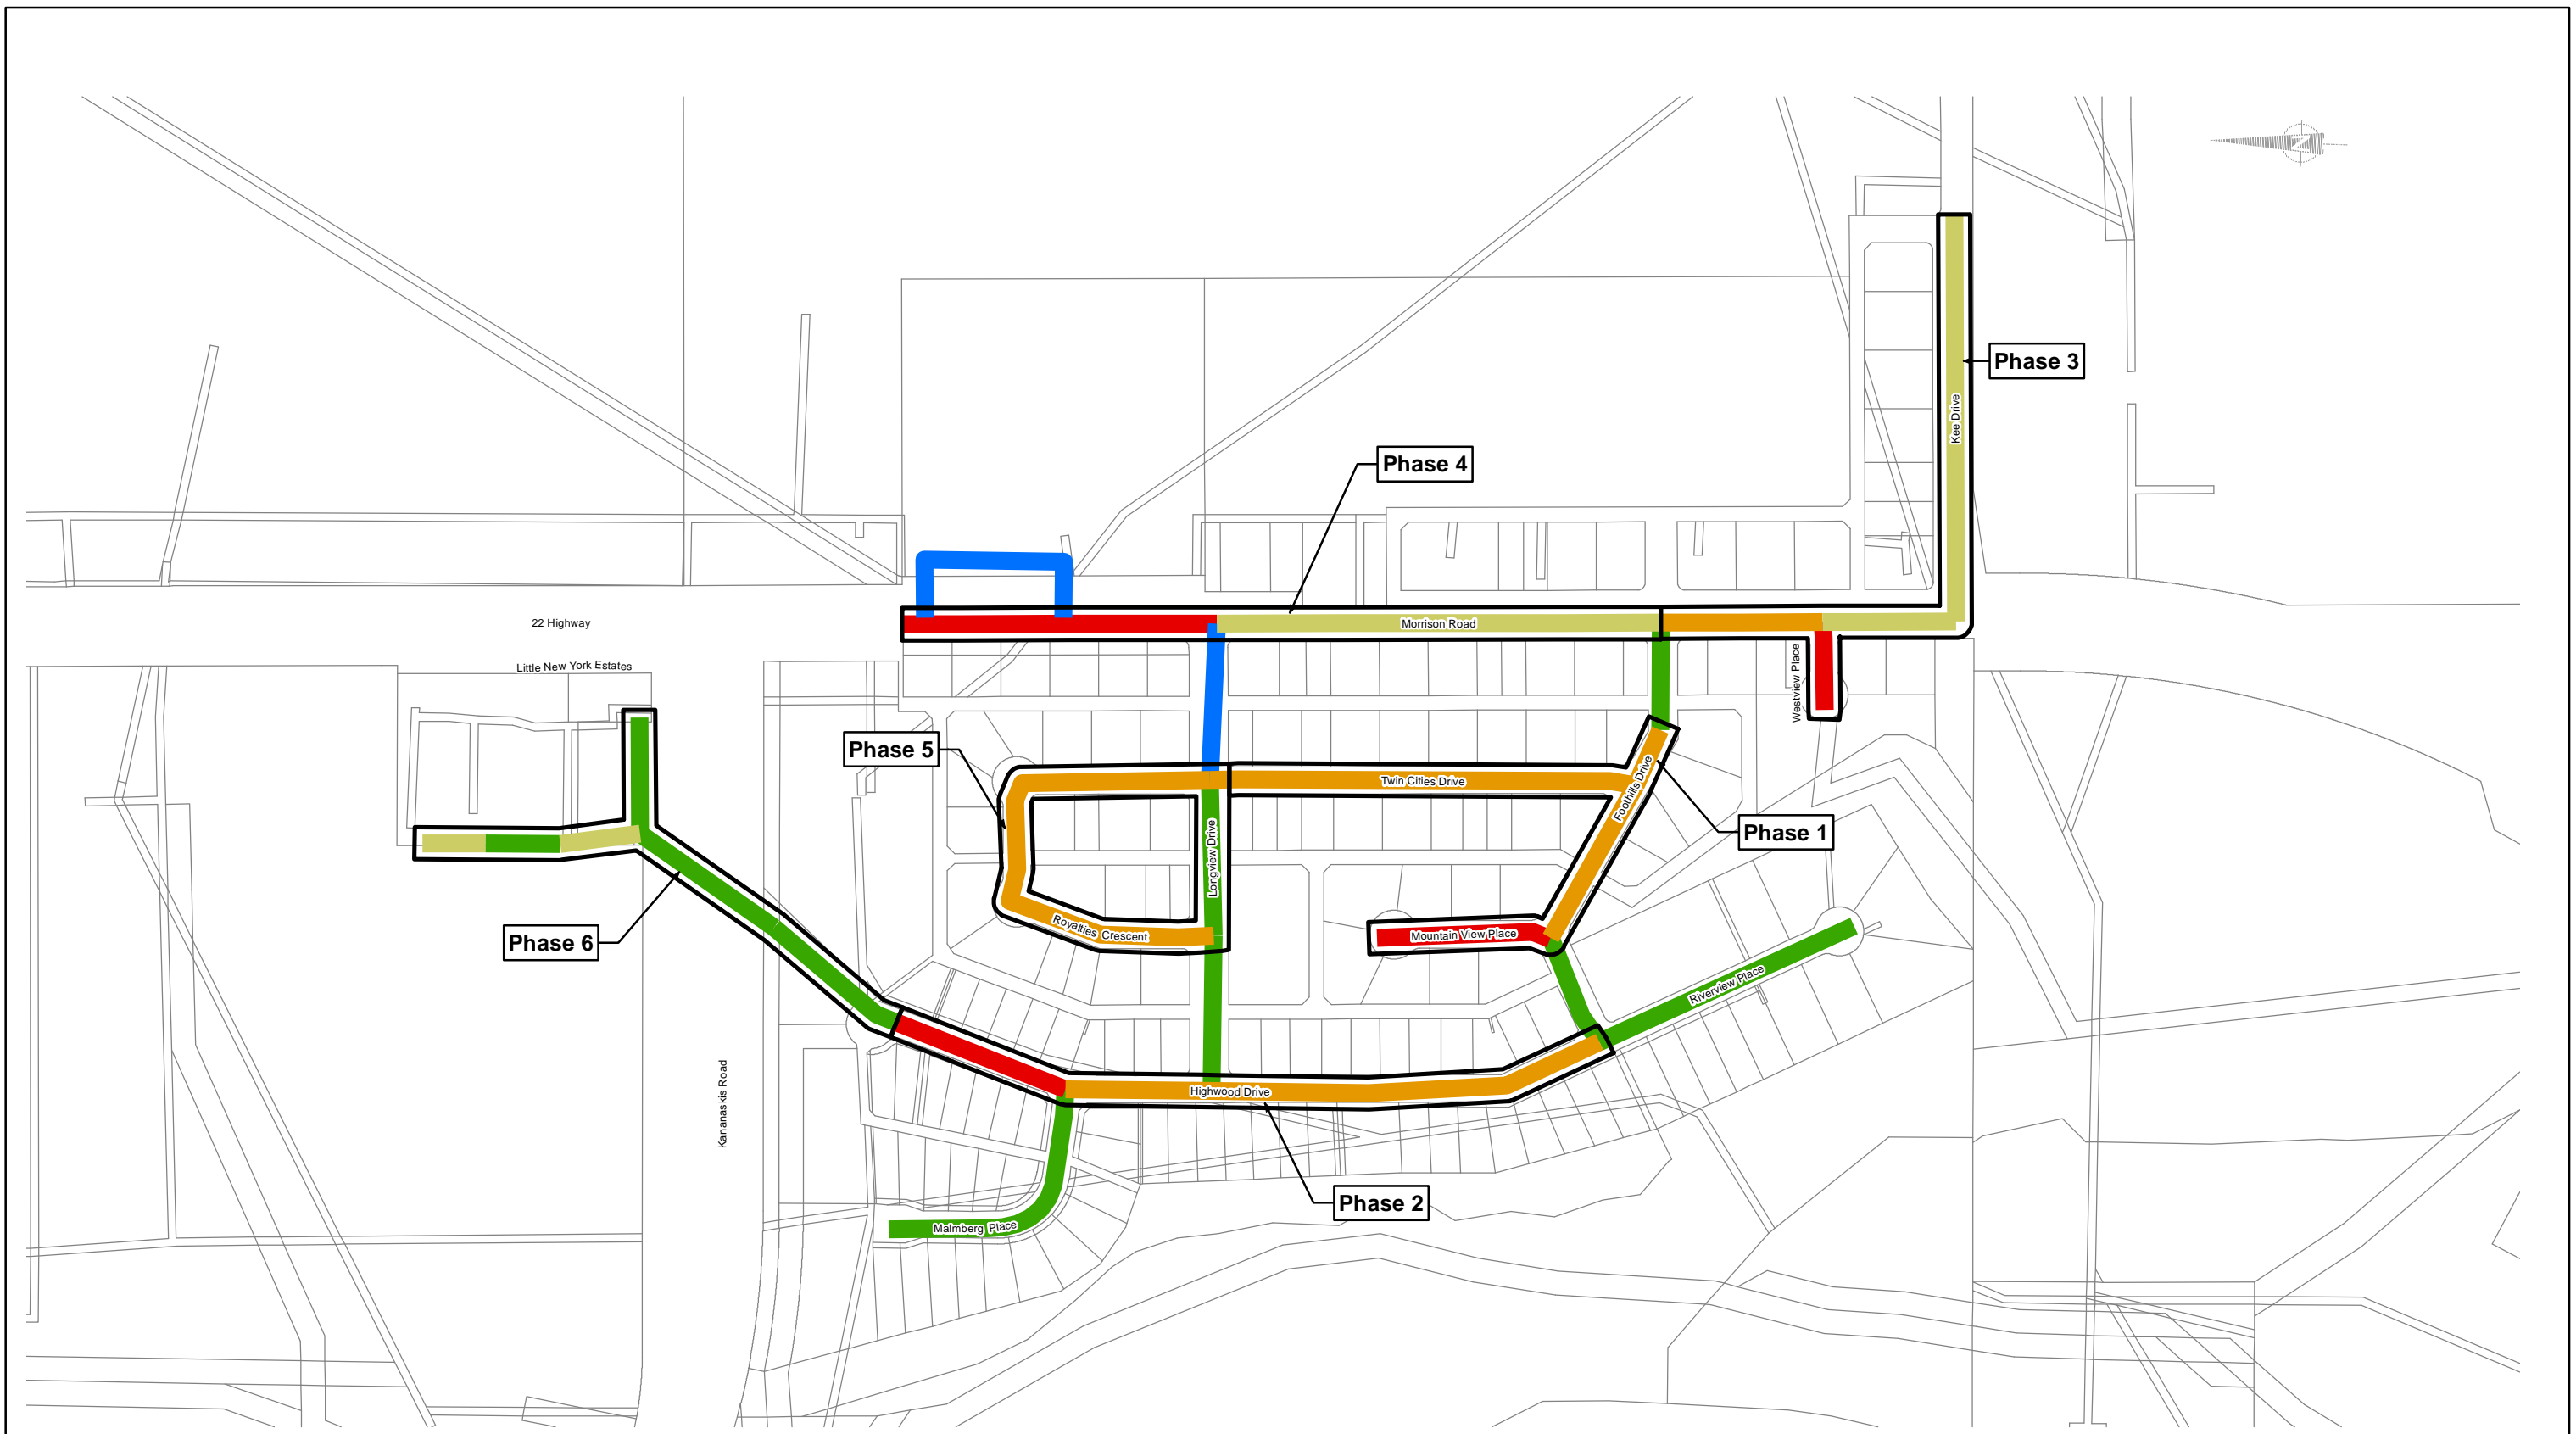 N
Phase 3
Kee Drive
Phase 4
22 Highway
Morrison Road
Little New York Estates
Westview Place
Phase 5
Twin Cities Drive
Foothills Drive
Phase 1
Longview Drive
Phase 6
Royalties Crescent
Mountain View Place
Riverview Place
Kananaskis Road
Highwood Drive
Phase 2
Malmberg Place